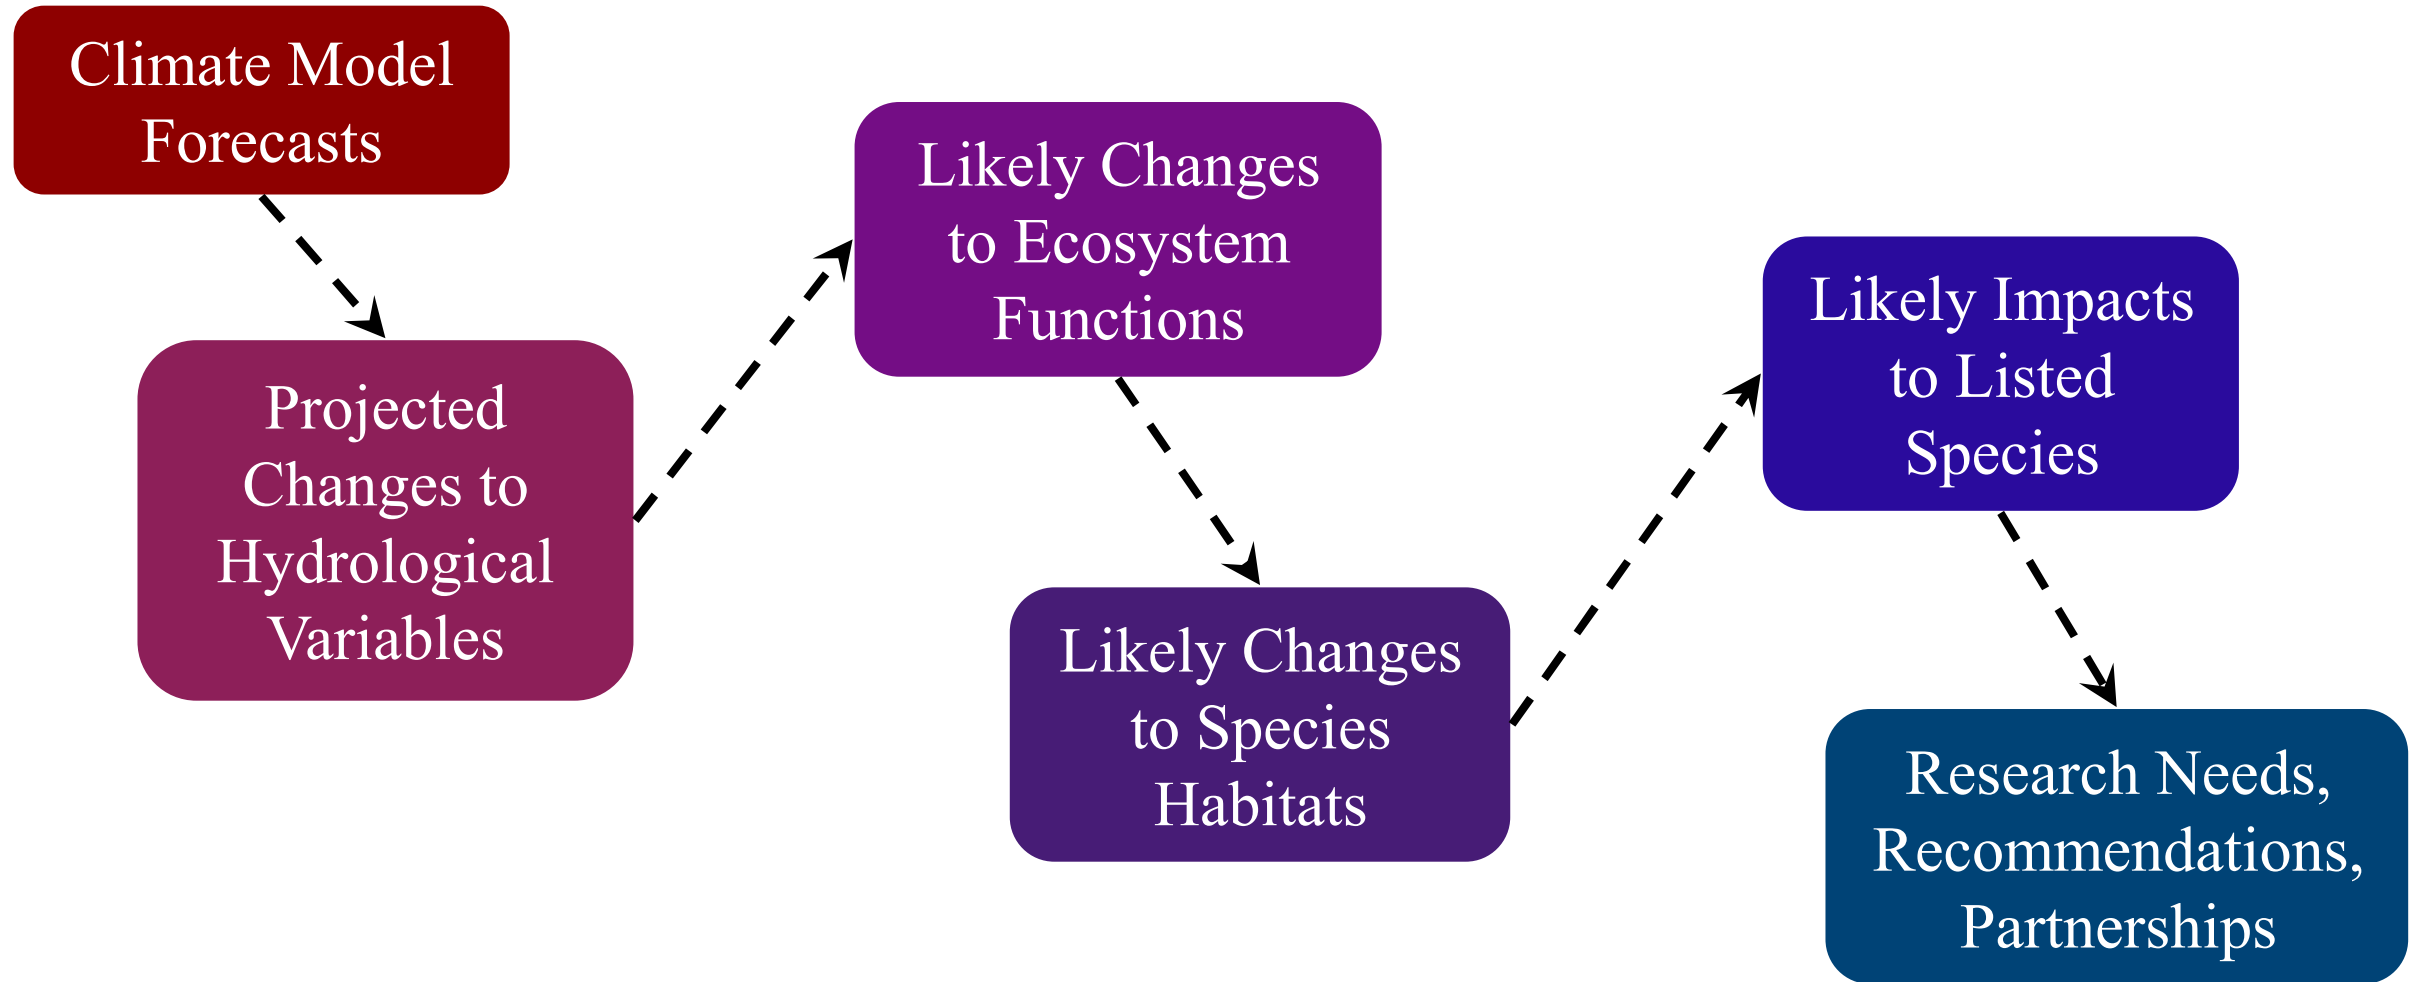 Climate Model
Forecasts
Projected
Changes to
Hydrological
Variables
Likely Changes
to Ecosystem
Functions
Likely Changes
to Species
Habitats
Likely Impacts
to Listed
Species
Research Needs,
Recommendations,
Partnerships